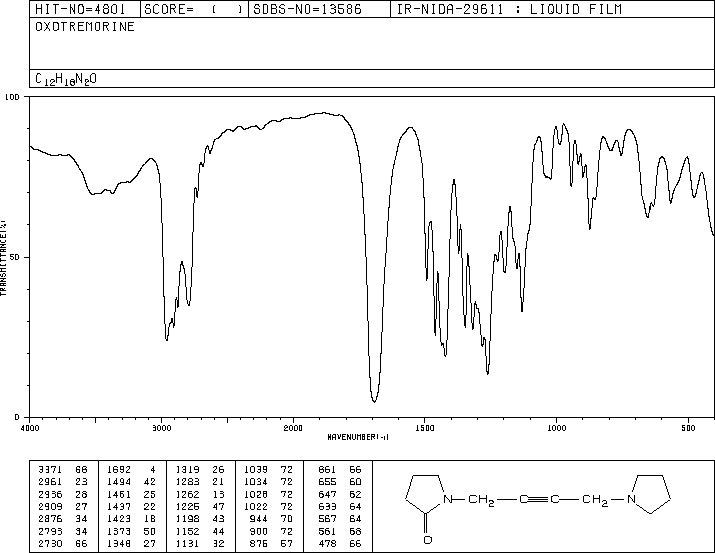 HIT-NO=4801 SCORE= ( ) SDBS-NO=13586 IR-NIDA-29611 : LIQUID FILM
OXOTREMORINE
C12H18N2O
100
50
0
TRANSMITTANCE(%)
4000 3000 2000 1500 1000 500
WAVENUMBER(-1)
3371 68 1692 4 1319 26 1039 72 861 66
2961 23 1494 42 1283 21 1034 72 655 60
2936 28 1461 25 1262 13 1028 72 647 62
2909 27 1437 22 1226 47 1022 72 639 64
2876 34 1423 18 1198 43 944 70 567 64
2793 34 1373 50 1152 44 900 72 561 68
2730 66 1348 27 1131 32 876 57 478 66
N CH2 C C CH2 N
O